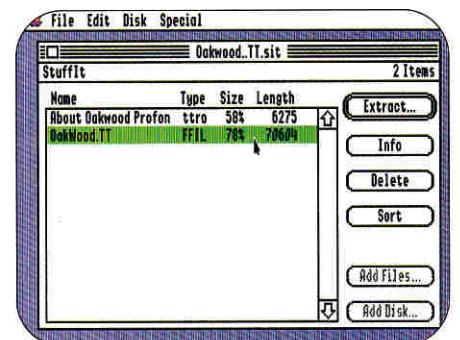 File Edit Disk Special
Oakwood..TT.sit
StuffIt 2 Items
Name Type Size Length
About Oakwood Profon ttro 58% 6275
OakWood.TT FFIL 78% 70604
Extract...
Info
Delete
Sort
Add Files...
Add Disk...